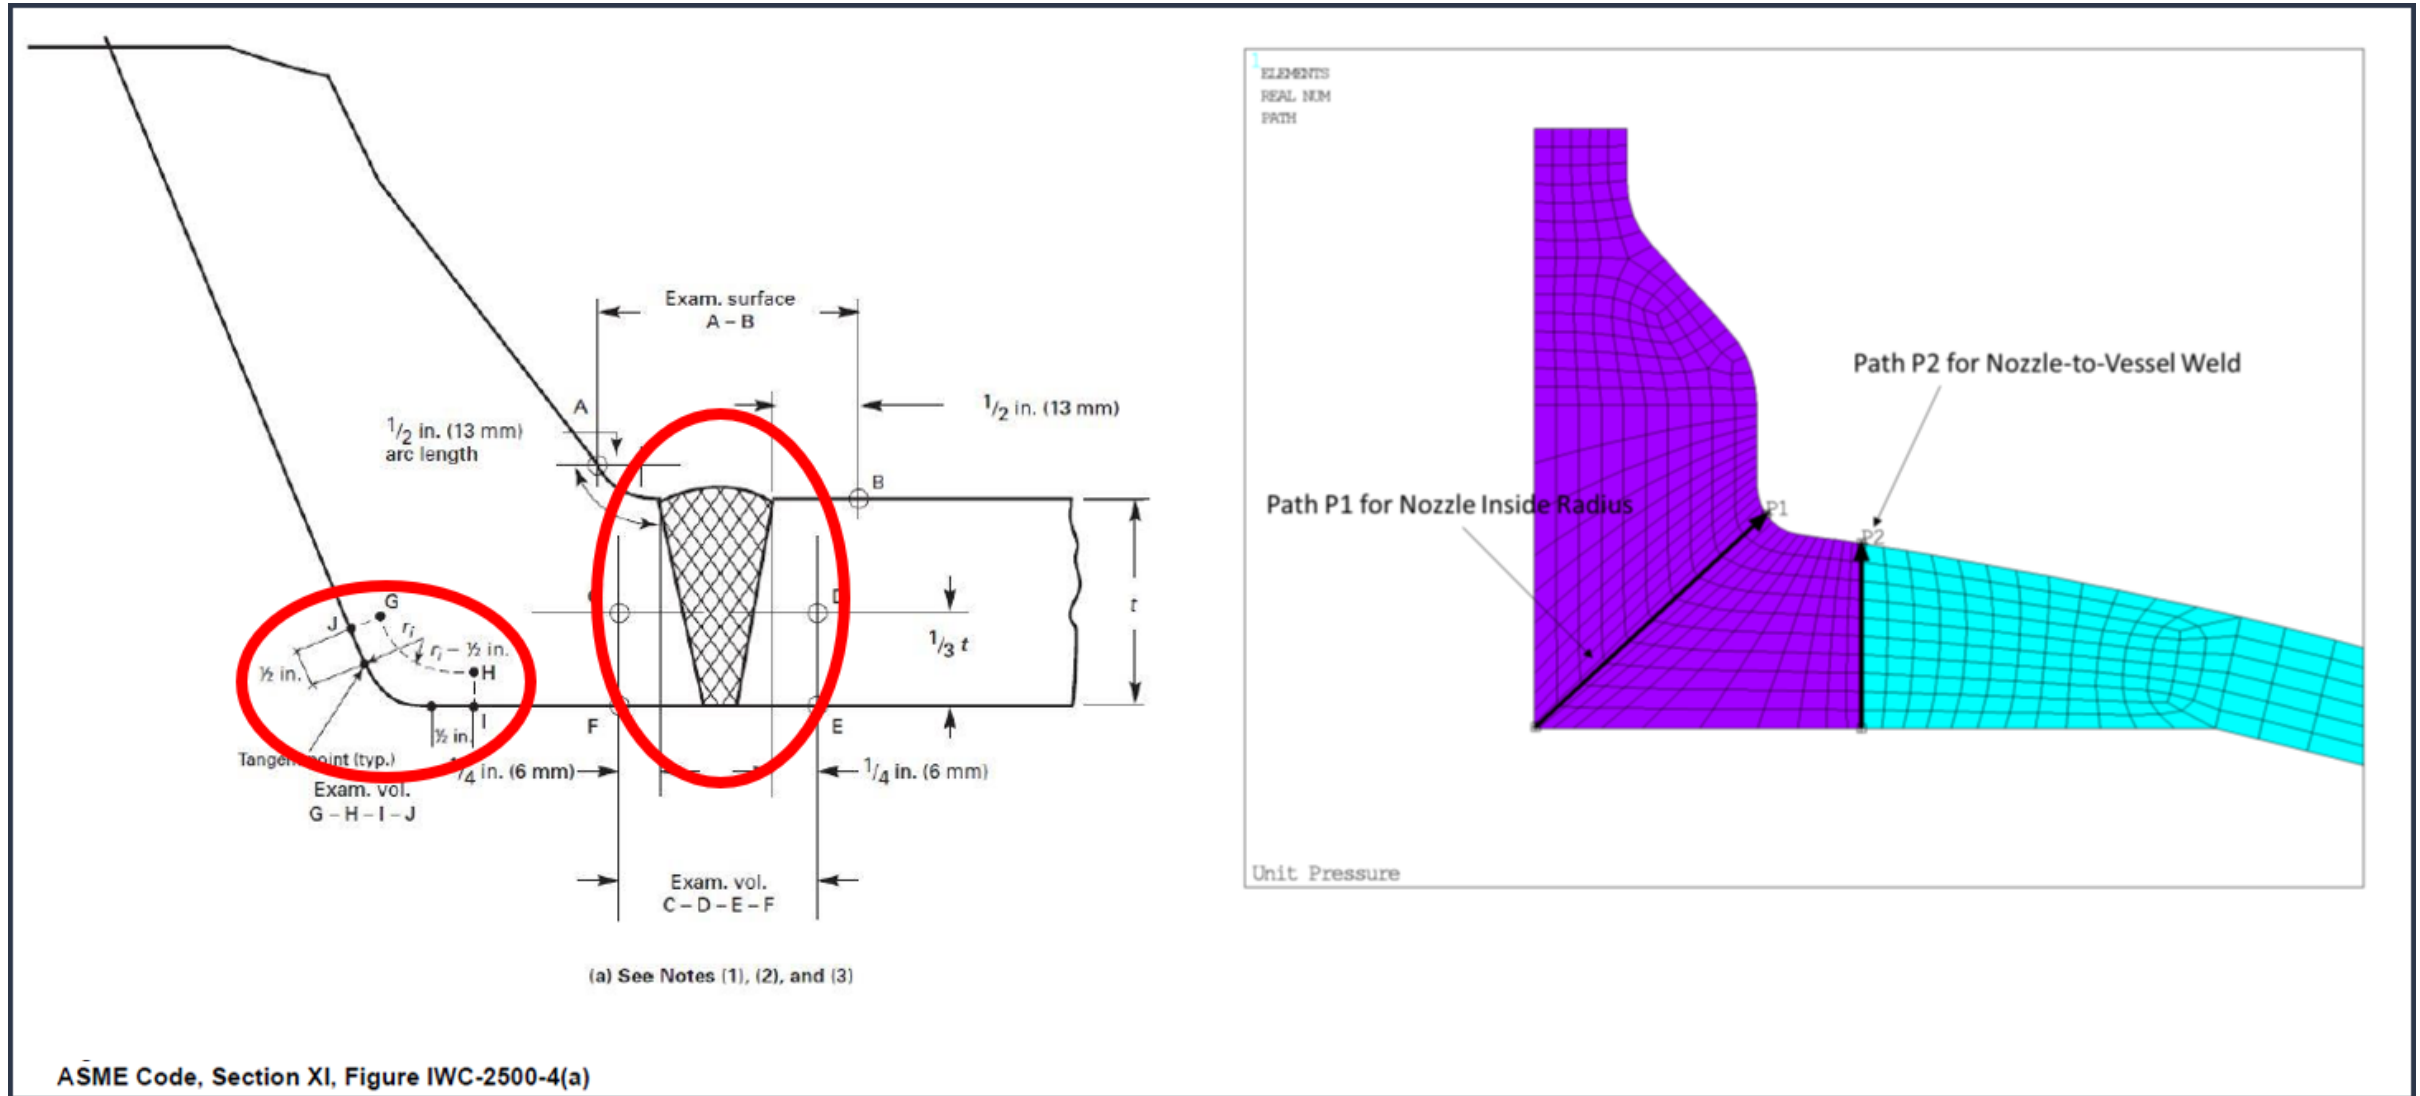 Exam. surface
A – B
A
1/2 in. (13 mm)
1/2 in. (13 mm)
arc length
B
G
J
ri
ri – 1/2 in.
1/2 in.
H
I
1/2 in.
Tangent point (typ.)
Exam. vol.
G – H – I – J
D
F
E
1/3 t
t
1/4 in. (6 mm)
1/4 in. (6 mm)
Exam. vol.
C – D – E – F
(a) See Notes (1), (2), and (3)
ASME Code, Section XI, Figure IWC-2500-4(a)
1
ELEMENTS
REAL NUM
PATH
Path P2 for Nozzle-to-Vessel Weld
Path P1 for Nozzle Inside Radius
P1
P2
Unit Pressure